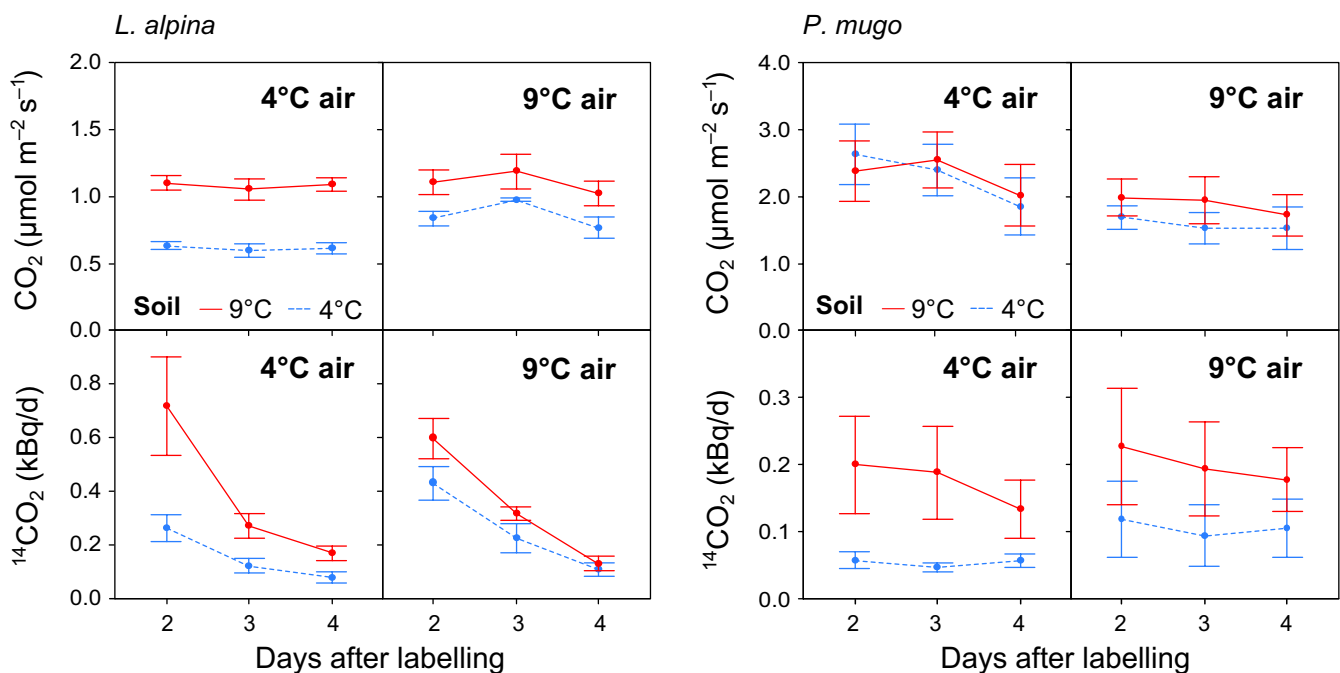 L. alpina
CO₂ (µmol m⁻² s⁻¹)
2.0
1.5
1.0
0.5
0.0
4°C air
9°C air
Soil 9°C 4°C
¹⁴CO₂ (kBq/d)
0.8
0.6
0.4
0.2
0.0
4°C air
9°C air
2 3 4 2 3 4
Days after labelling
P. mugo
CO₂ (µmol m⁻² s⁻¹)
4.0
3.0
2.0
1.0
0.0
4°C air
9°C air
Soil 9°C 4°C
¹⁴CO₂ (kBq/d)
0.3
0.2
0.1
0.0
4°C air
9°C air
2 3 4 2 3 4
Days after labelling